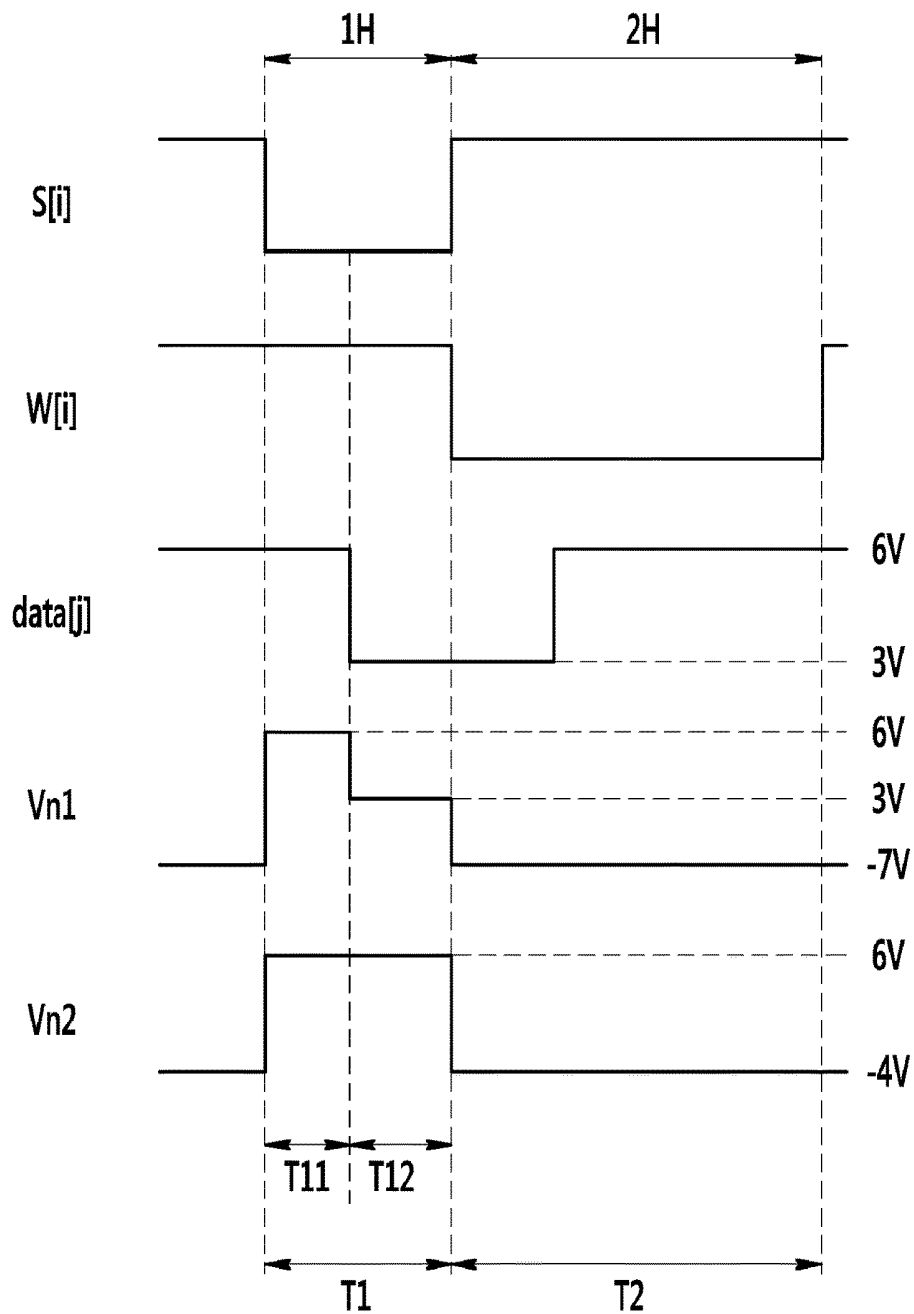 1H 2H
S[i]
W[i]
6V
data[j]
3V
6V
Vn1 3V
-7V
6V
Vn2
-4V
T11 T12
T1 T2